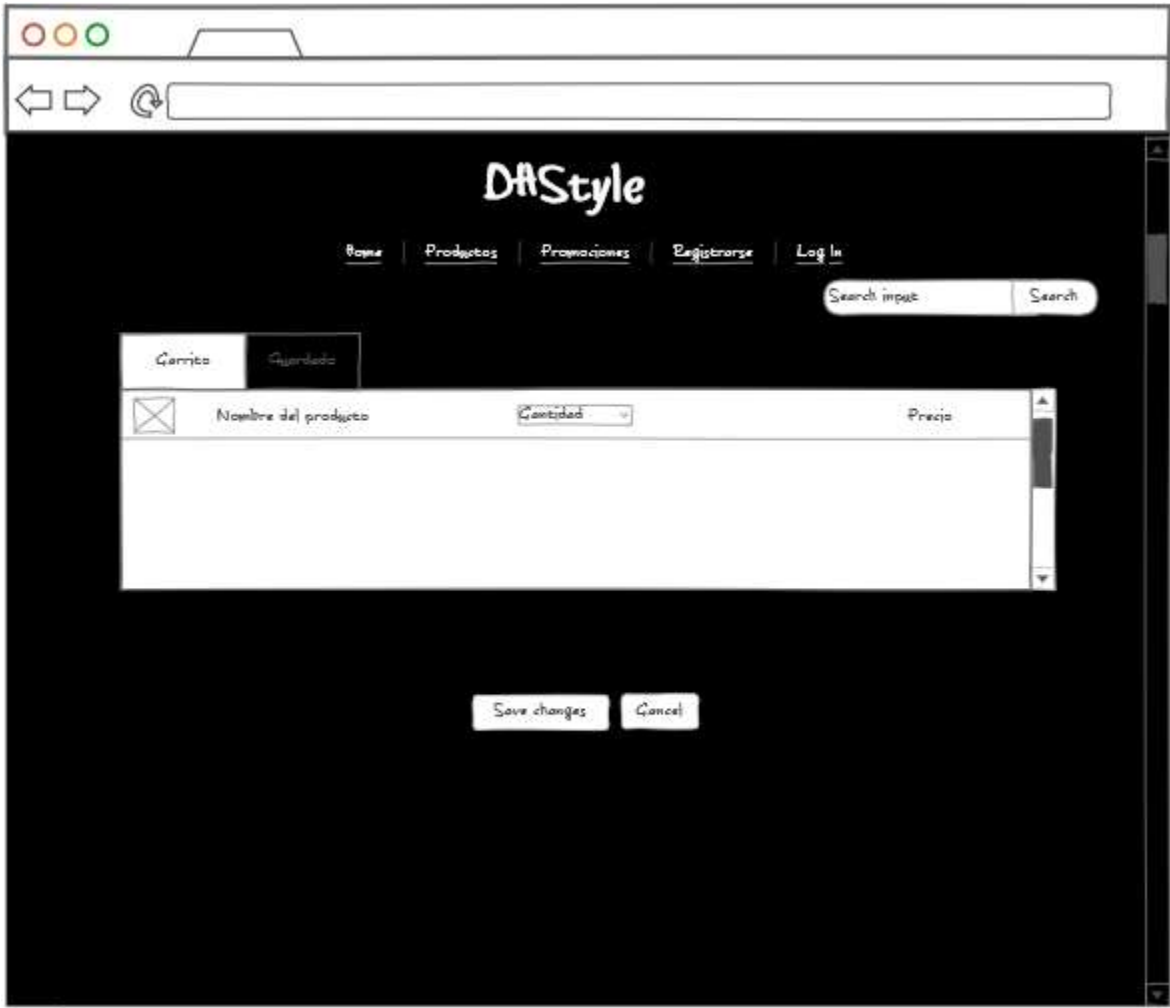 DHStyle
Home Productos Promociones Registrarse Log In
Search input Search
Carrito Guardado
Nombre del producto Cantidad Precio
Save changes Cancel